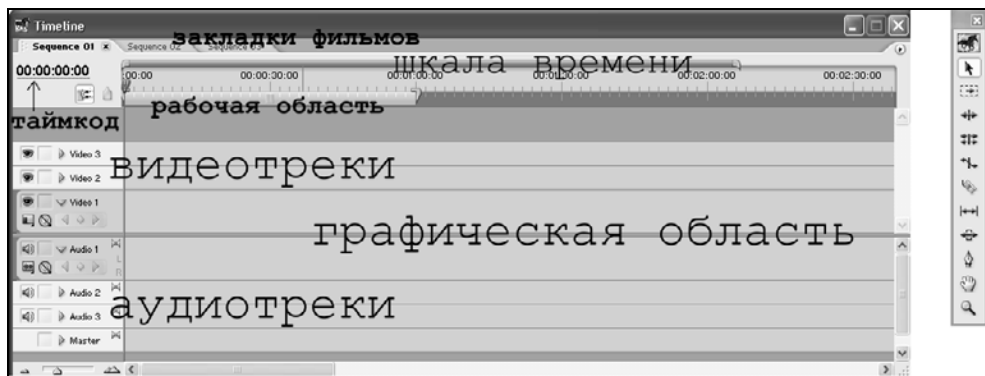 Timeline
закладки фильмов
Sequence 01 Sequence 02 Sequence 03
00:00:00:00
шкала времени
00:00 00:00:30:00 00:01:00:00 00:01:30:00 00:02:00:00 00:02:30:00
рабочая область
таймкод
Video 3
видеотреки
Video 2
Video 1
графическая область
Audio 1
L
R
Audio 2
аудиотреки
Audio 3
Master